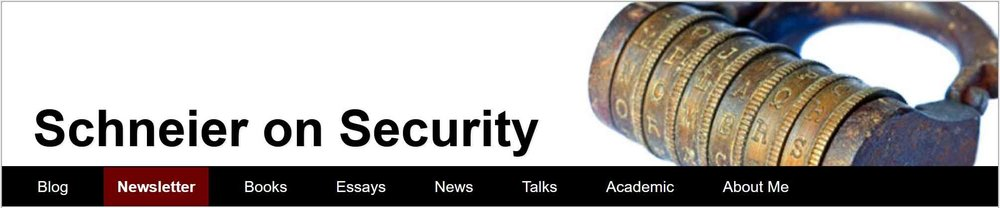 Schneier on Security
Blog Newsletter Books Essays News Talks Academic About Me